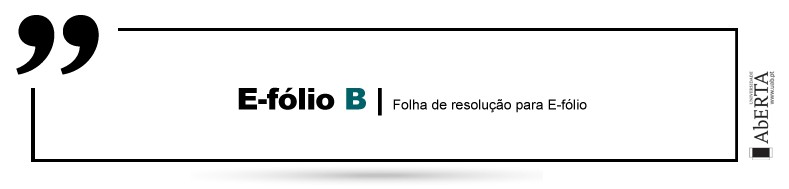 ”
E-fólio B | Folha de resolução para E-fólio
UNIVERSIDADE
AbERTA
www.uab.pt